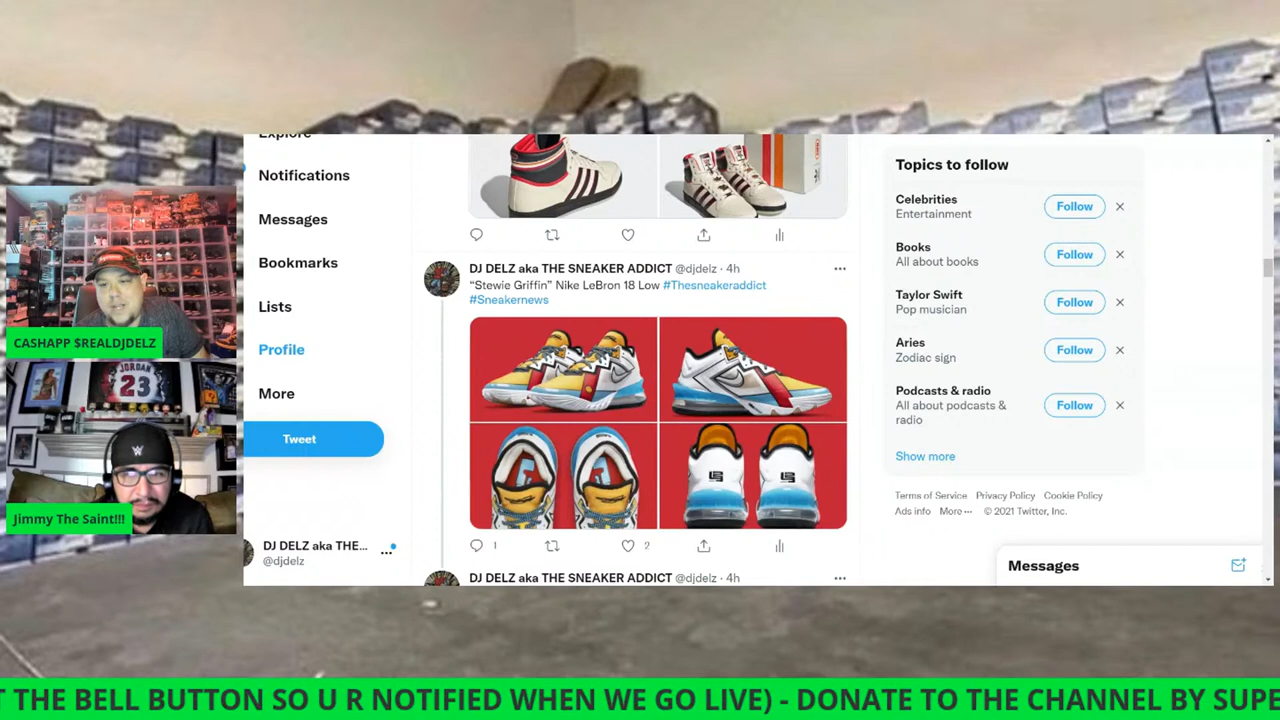 Explore
Notifications
Messages
Bookmarks
Lists
Profile
More
Tweet
DJ DELZ aka THE...
@djdelz
DJ DELZ aka THE SNEAKER ADDICT @djdelz · 4h
“Stewie Griffin” Nike LeBron 18 Low #Thesneakeraddict
#Sneakernews
1
2
DJ DELZ aka THE SNEAKER ADDICT @djdelz · 4h
Topics to follow
Celebrities
Entertainment
Follow
Books
All about books
Follow
Taylor Swift
Pop musician
Follow
Aries
Zodiac sign
Follow
Podcasts & radio
All about podcasts &
radio
Follow
Show more
Terms of Service Privacy Policy Cookie Policy
Ads info More ··· © 2021 Twitter, Inc.
Messages
CASHAPP $REALDJDELZ
JORDAN
23
W
Jimmy The Saint!!!
T THE BELL BUTTON SO U R NOTIFIED WHEN WE GO LIVE) - DONATE TO THE CHANNEL BY SUPE